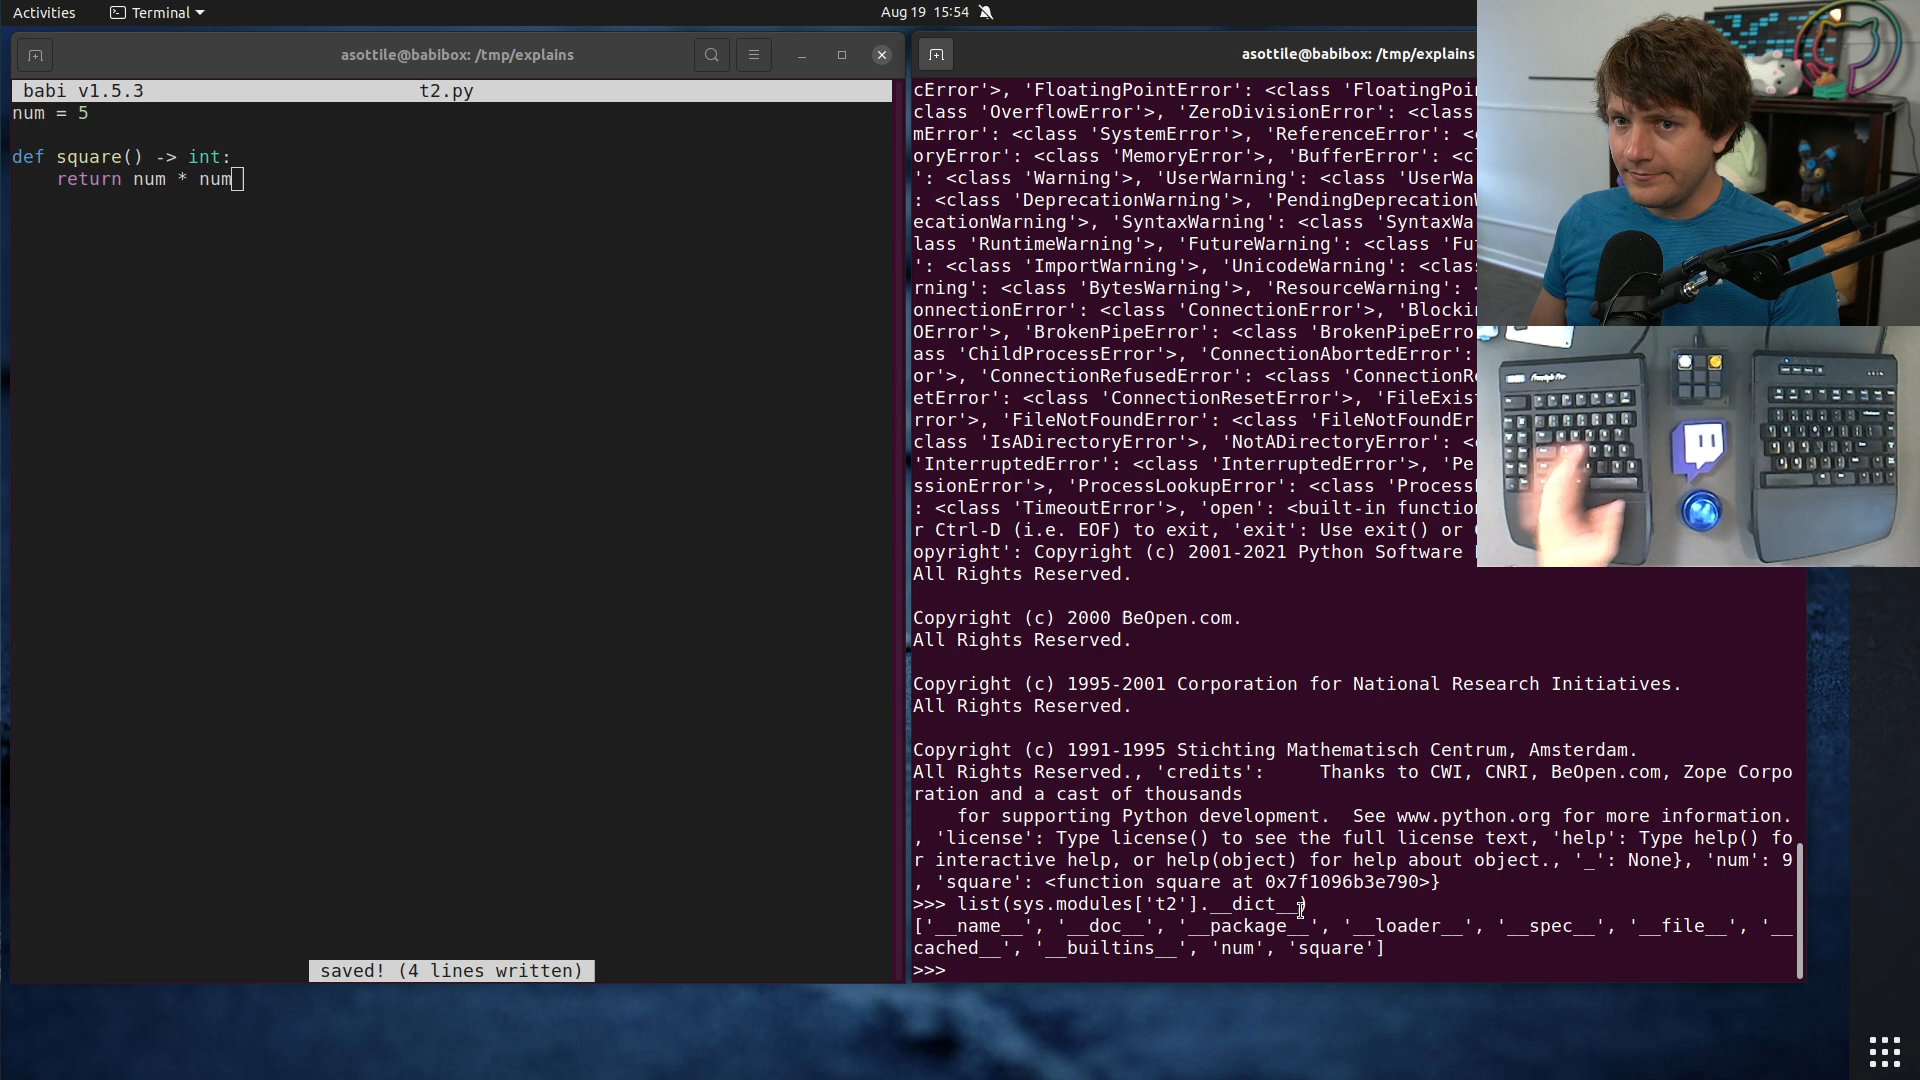 Activities
Terminal
Aug 19 15:54
asottile@babibox: /tmp/explains
babi v1.5.3 t2.py
num = 5
def square() -> int:
    return num * num
saved! (4 lines written)
asottile@babibox: /tmp/explains
cError'>, 'FloatingPointError': <class 'FloatingPoi
class 'OverflowError'>, 'ZeroDivisionError': <class
mError': <class 'SystemError'>, 'ReferenceError': <
oryError': <class 'MemoryError'>, 'BufferError': <cl
': <class 'Warning'>, 'UserWarning': <class 'UserWa
: <class 'DeprecationWarning'>, 'PendingDeprecation
ecationWarning'>, 'SyntaxWarning': <class 'SyntaxWa
lass 'RuntimeWarning'>, 'FutureWarning': <class 'Fu
': <class 'ImportWarning'>, 'UnicodeWarning': <clas
rning': <class 'BytesWarning'>, 'ResourceWarning':
onnectionError': <class 'ConnectionError'>, 'Blocki
OError'>, 'BrokenPipeError': <class 'BrokenPipeErro
ass 'ChildProcessError'>, 'ConnectionAbortedError':
or'>, 'ConnectionRefusedError': <class 'ConnectionR
etError': <class 'ConnectionResetError'>, 'FileExis
rror'>, 'FileNotFoundError': <class 'FileNotFoundEr
class 'IsADirectoryError'>, 'NotADirectoryError': <
'InterruptedError': <class 'InterruptedError'>, 'Pe
ssionError'>, 'ProcessLookupError': <class 'Process
: <class 'TimeoutError'>, 'open': <built-in function
r Ctrl-D (i.e. EOF) to exit, 'exit': Use exit() or
opyright': Copyright (c) 2001-2021 Python Software
All Rights Reserved.
Copyright (c) 2000 BeOpen.com.
All Rights Reserved.
Copyright (c) 1995-2001 Corporation for National Research Initiatives.
All Rights Reserved.
Copyright (c) 1991-1995 Stichting Mathematisch Centrum, Amsterdam.
All Rights Reserved., 'credits':     Thanks to CWI, CNRI, BeOpen.com, Zope Corpo
ration and a cast of thousands
    for supporting Python development.  See www.python.org for more information.
, 'license': Type license() to see the full license text, 'help': Type help() fo
r interactive help, or help(object) for help about object., '_': None}, 'num': 9
, 'square': <function square at 0x7f1096b3e790>}
>>> list(sys.modules['t2'].__dict__)
['__name__', '__doc__', '__package__', '__loader__', '__spec__', '__file__', '__
cached__', '__builtins__', 'num', 'square']
>>>